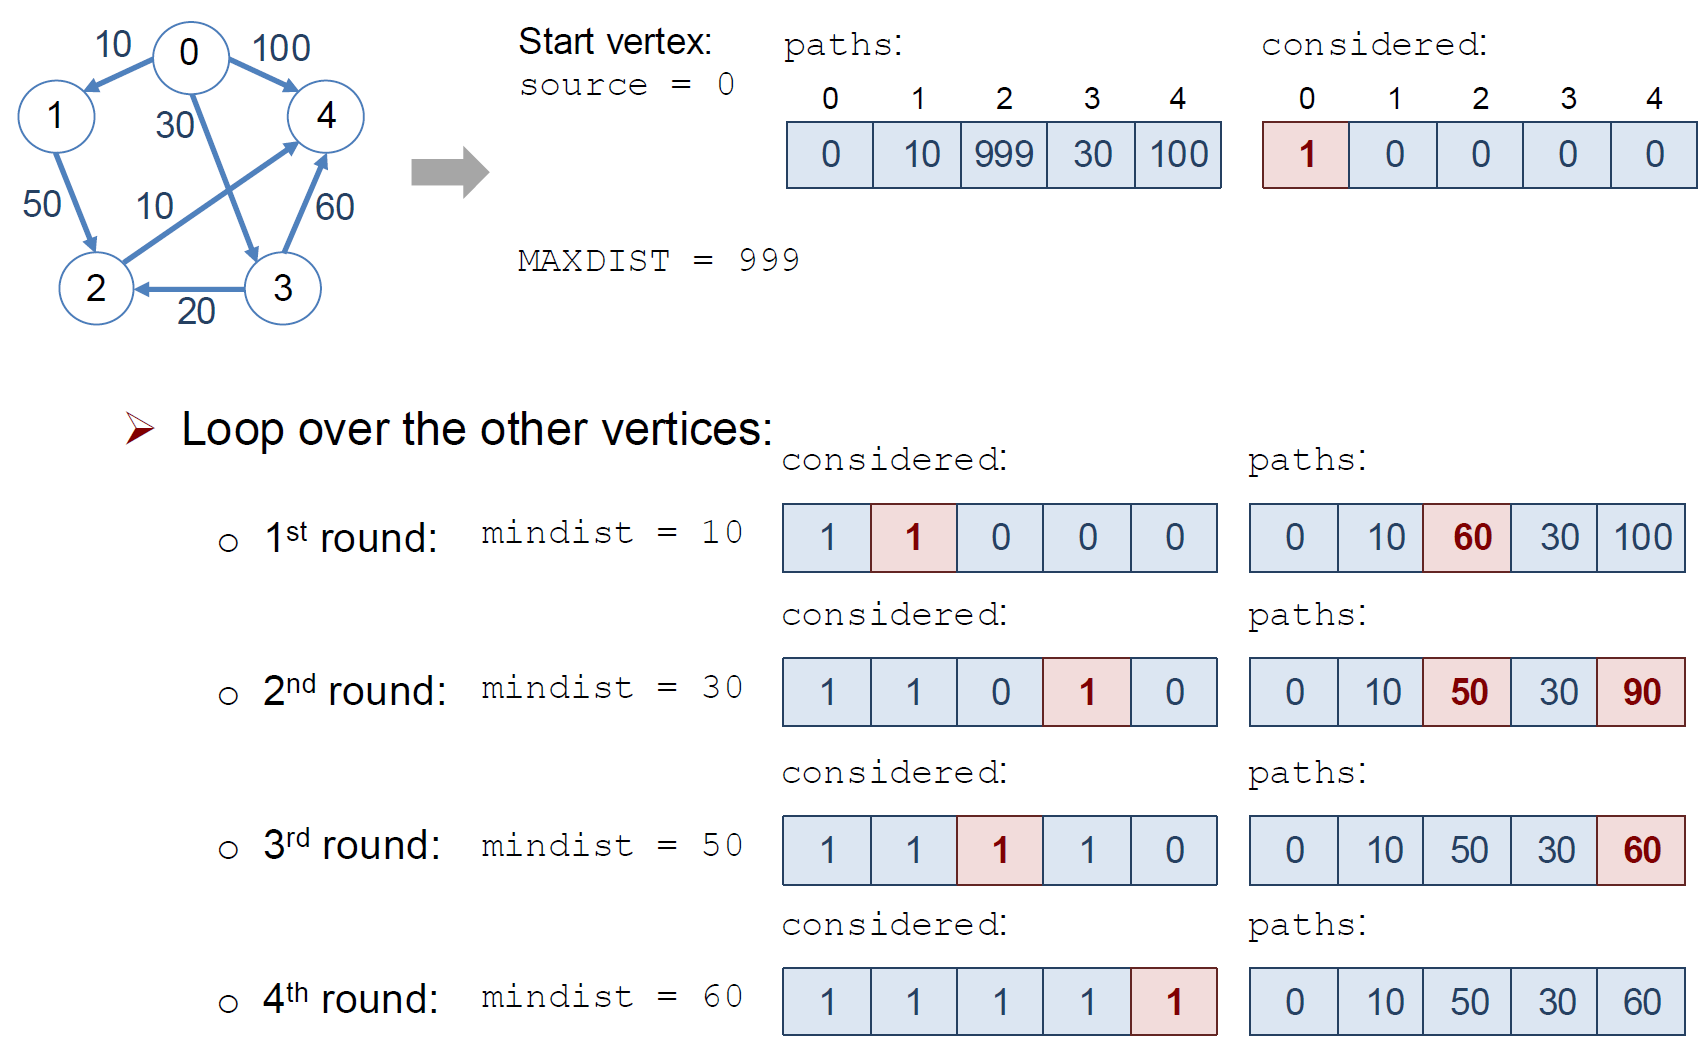 10
0
100
1
4
30
50
10
60
2
3
20
Start vertex:
source = 0
MAXDIST = 999
paths:
0 1 2 3 4
0 10 999 30 100
considered:
0 1 2 3 4
1 0 0 0 0
➢ Loop over the other vertices:
considered: paths:
o 1st round: mindist = 10 1 1 0 0 0 0 10 60 30 100
considered: paths:
o 2nd round: mindist = 30 1 1 0 1 0 0 10 50 30 90
considered: paths:
o 3rd round: mindist = 50 1 1 1 1 0 0 10 50 30 60
considered: paths:
o 4th round: mindist = 60 1 1 1 1 1 0 10 50 30 60